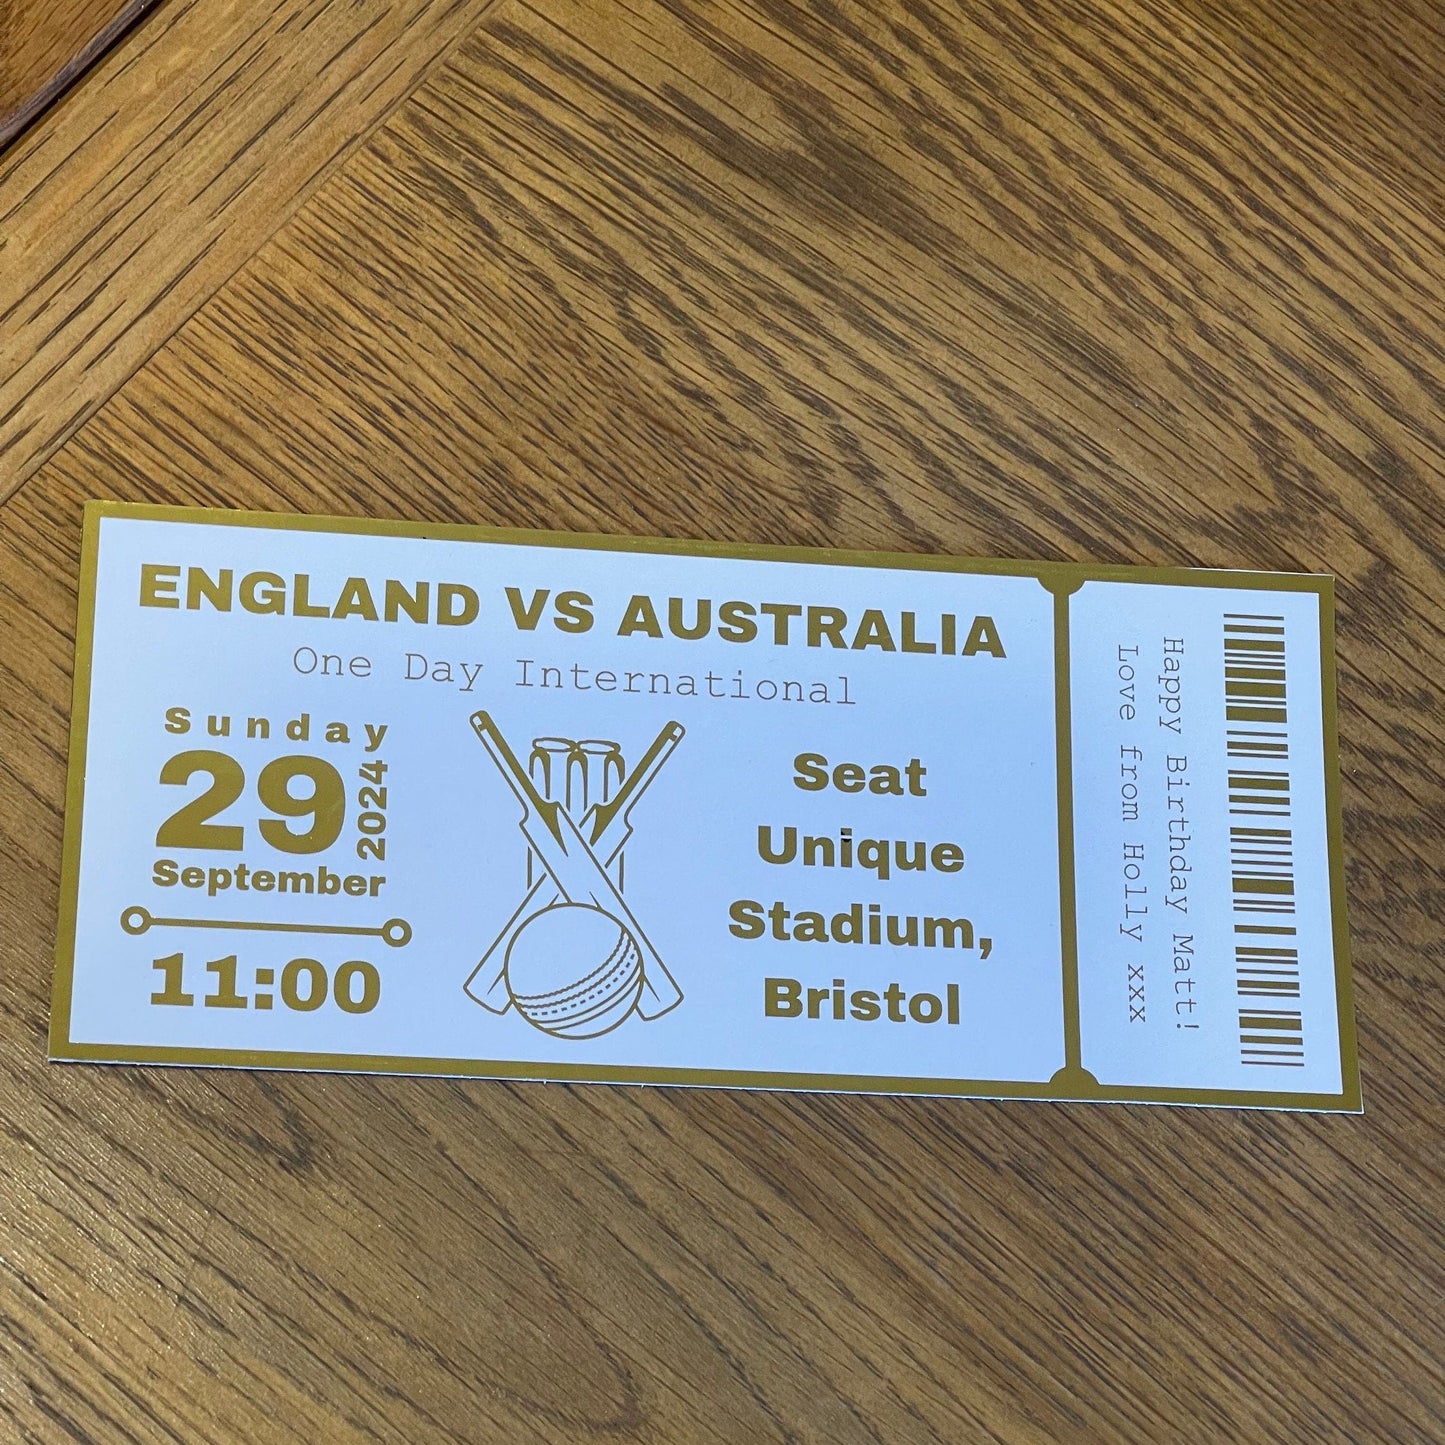 ENGLAND VS AUSTRALIA
One Day International
Sunday
29
2024
September
11:00
Seat
Unique
Stadium,
Bristol
Happy Birthday Matt!
Love from Holly xxx